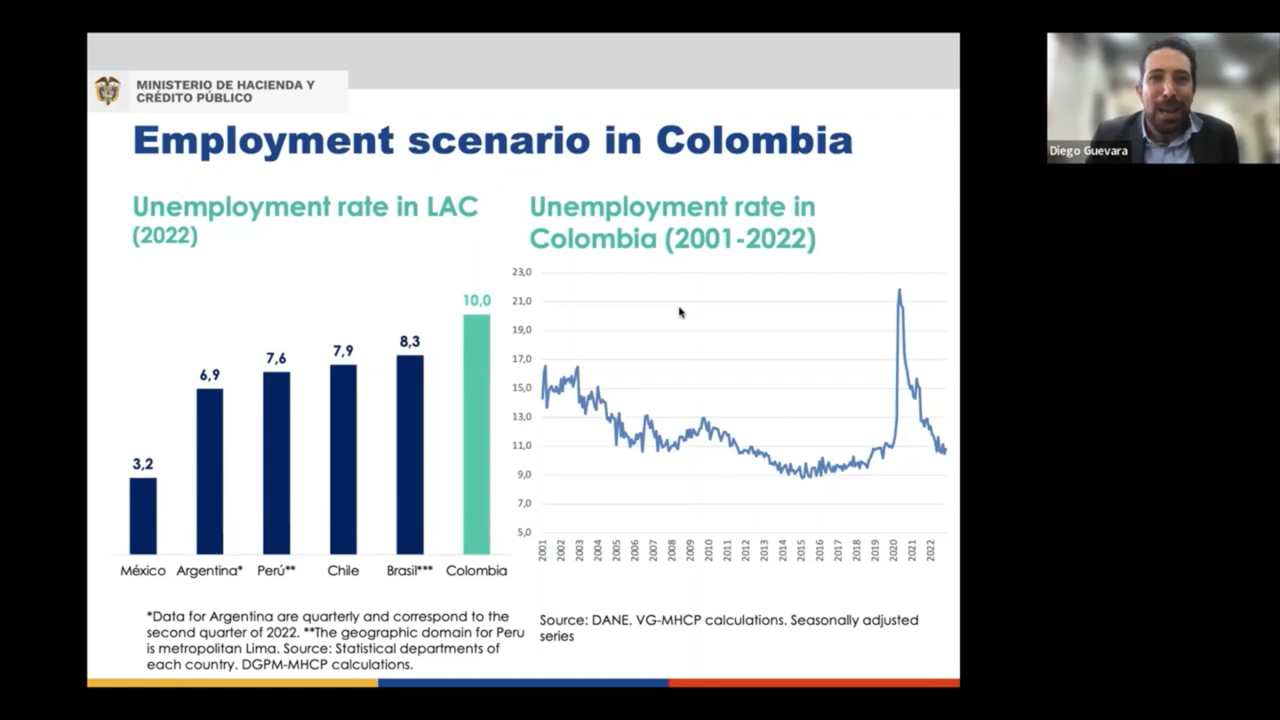 MINISTERIO DE HACIENDA Y
CRÉDITO PÚBLICO
Employment scenario in Colombia
Unemployment rate in LAC
(2022)
10,0
8,3
7,9
7,6
6,9
3,2
México
Argentina*
Perú**
Chile
Brasil***
Colombia
*Data for Argentina are quarterly and correspond to the
second quarter of 2022. **The geographic domain for Peru
is metropolitan Lima. Source: Statistical departments of
each country. DGPM-MHCP calculations.
Unemployment rate in
Colombia (2001-2022)
23,0
21,0
19,0
17,0
15,0
13,0
11,0
9,0
7,0
5,0
2001
2002
2003
2004
2005
2006
2007
2008
2009
2010
2011
2012
2013
2014
2015
2016
2017
2018
2019
2020
2021
2022
Source: DANE. VG-MHCP calculations. Seasonally adjusted
series
Diego Guevara